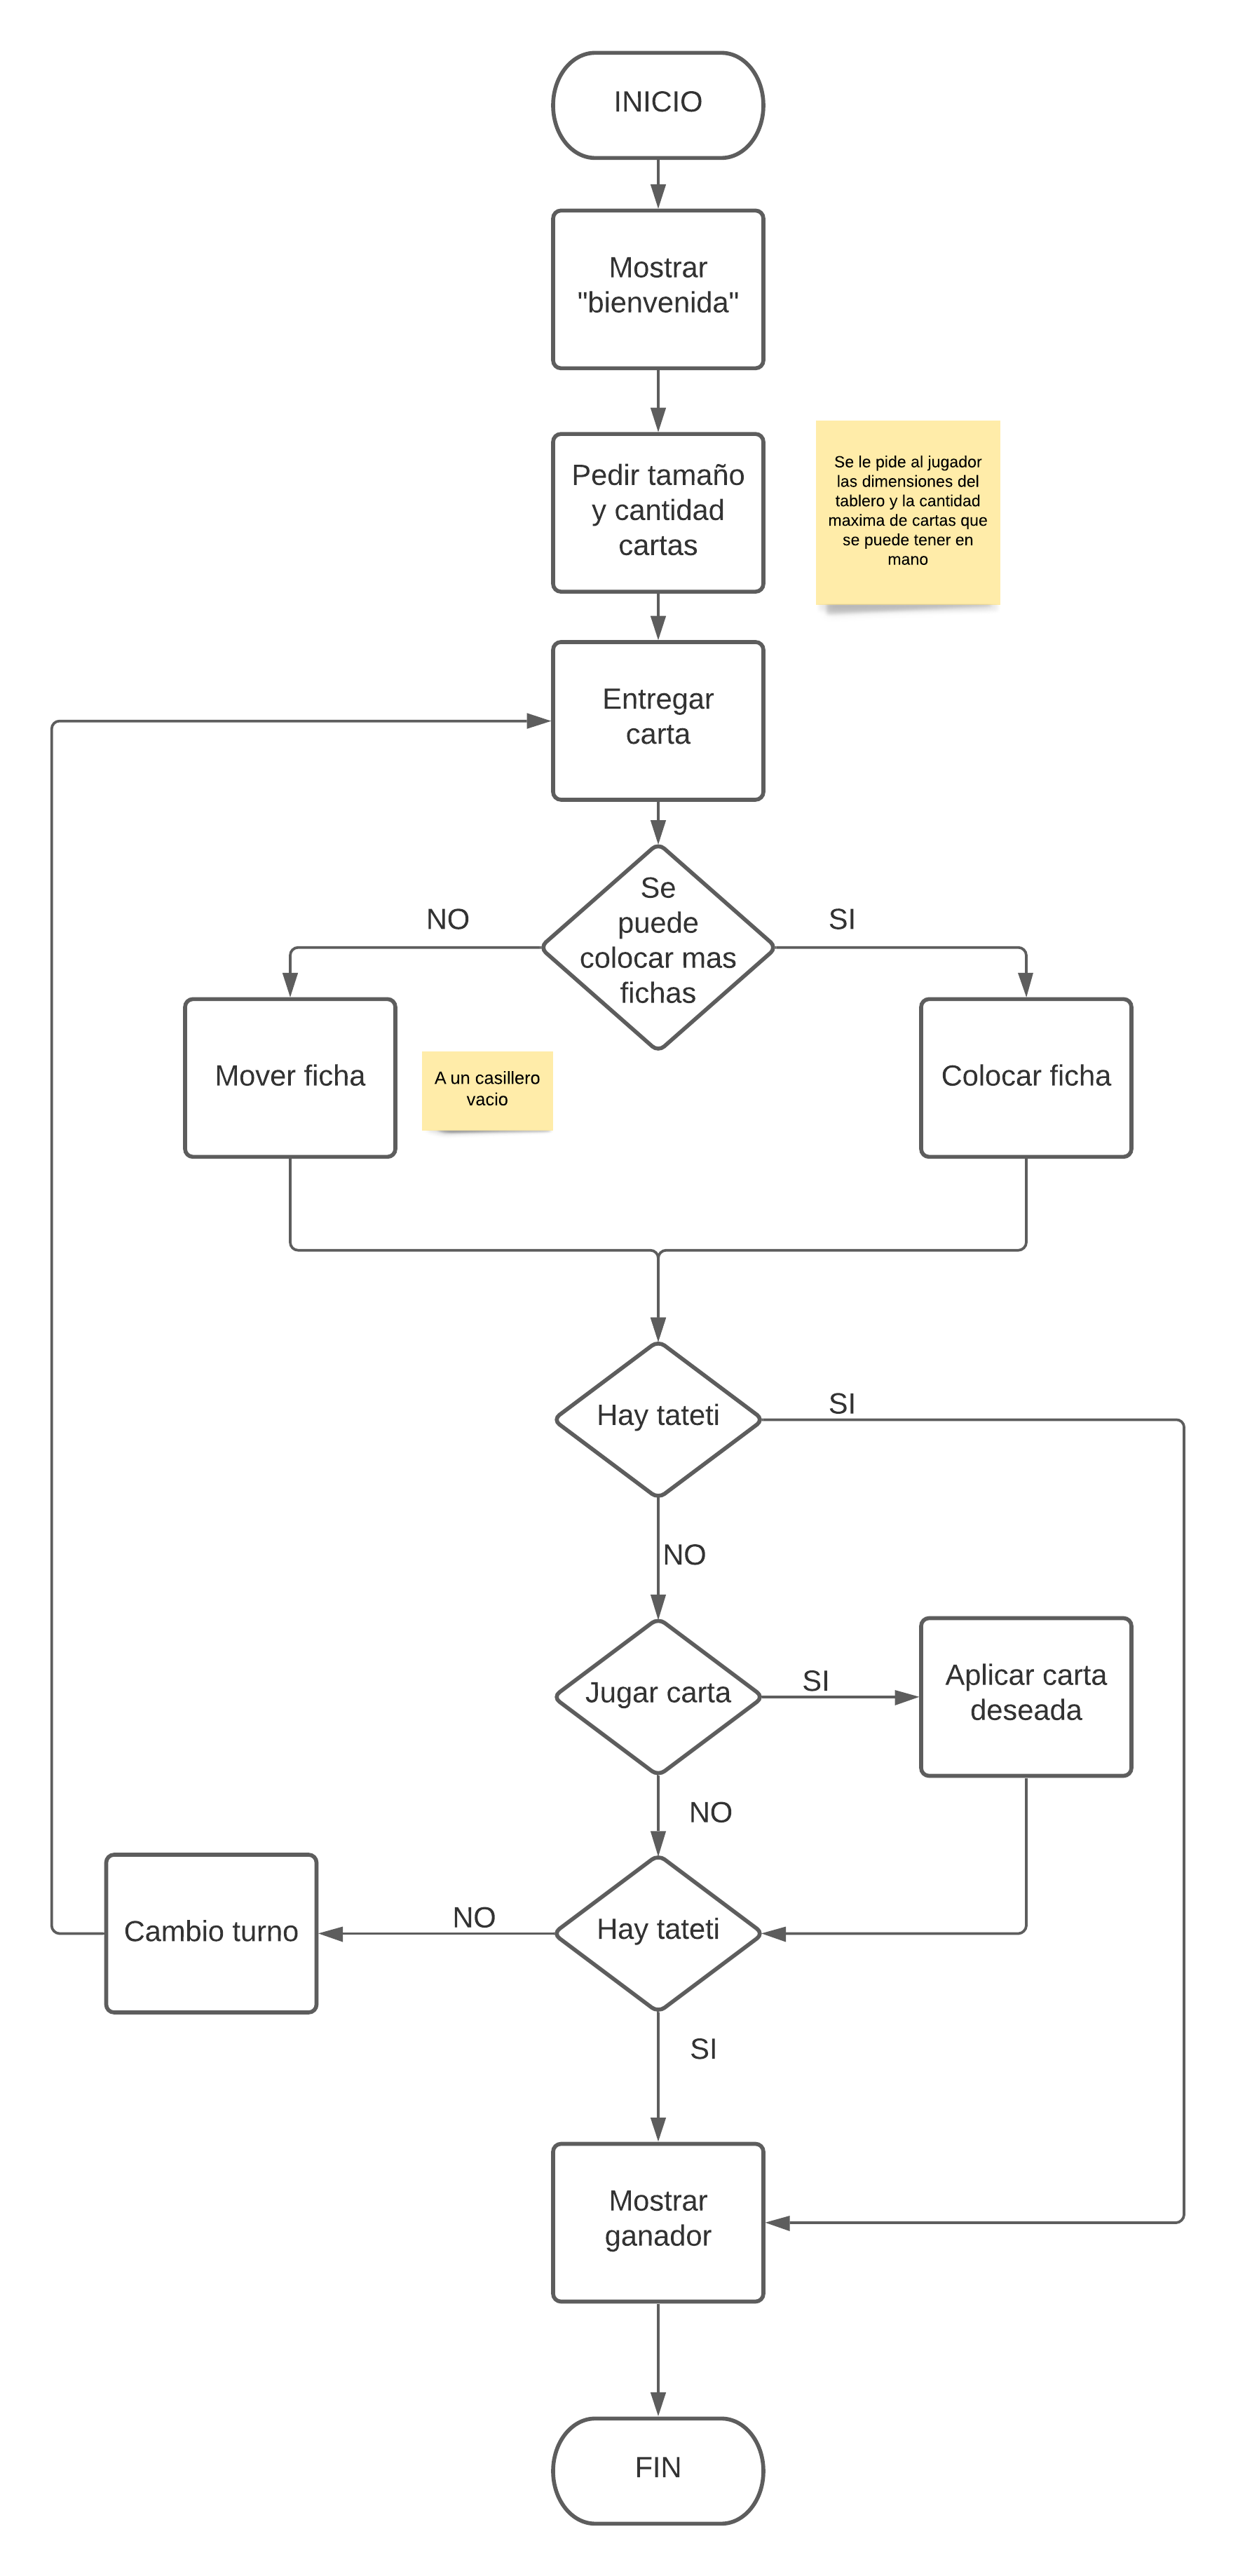 INICIO
Mostrar
"bienvenida"
Pedir tamaño
y cantidad
cartas
Se le pide al jugador
las dimensiones del
tablero y la cantidad
maxima de cartas que
se puede tener en
mano
Entregar
carta
Se
puede
colocar mas
fichas
NO
SI
Mover ficha
A un casillero
vacio
Colocar ficha
Hay tateti
SI
NO
Jugar carta
SI
Aplicar carta
deseada
NO
Hay tateti
NO
Cambio turno
SI
Mostrar
ganador
FIN